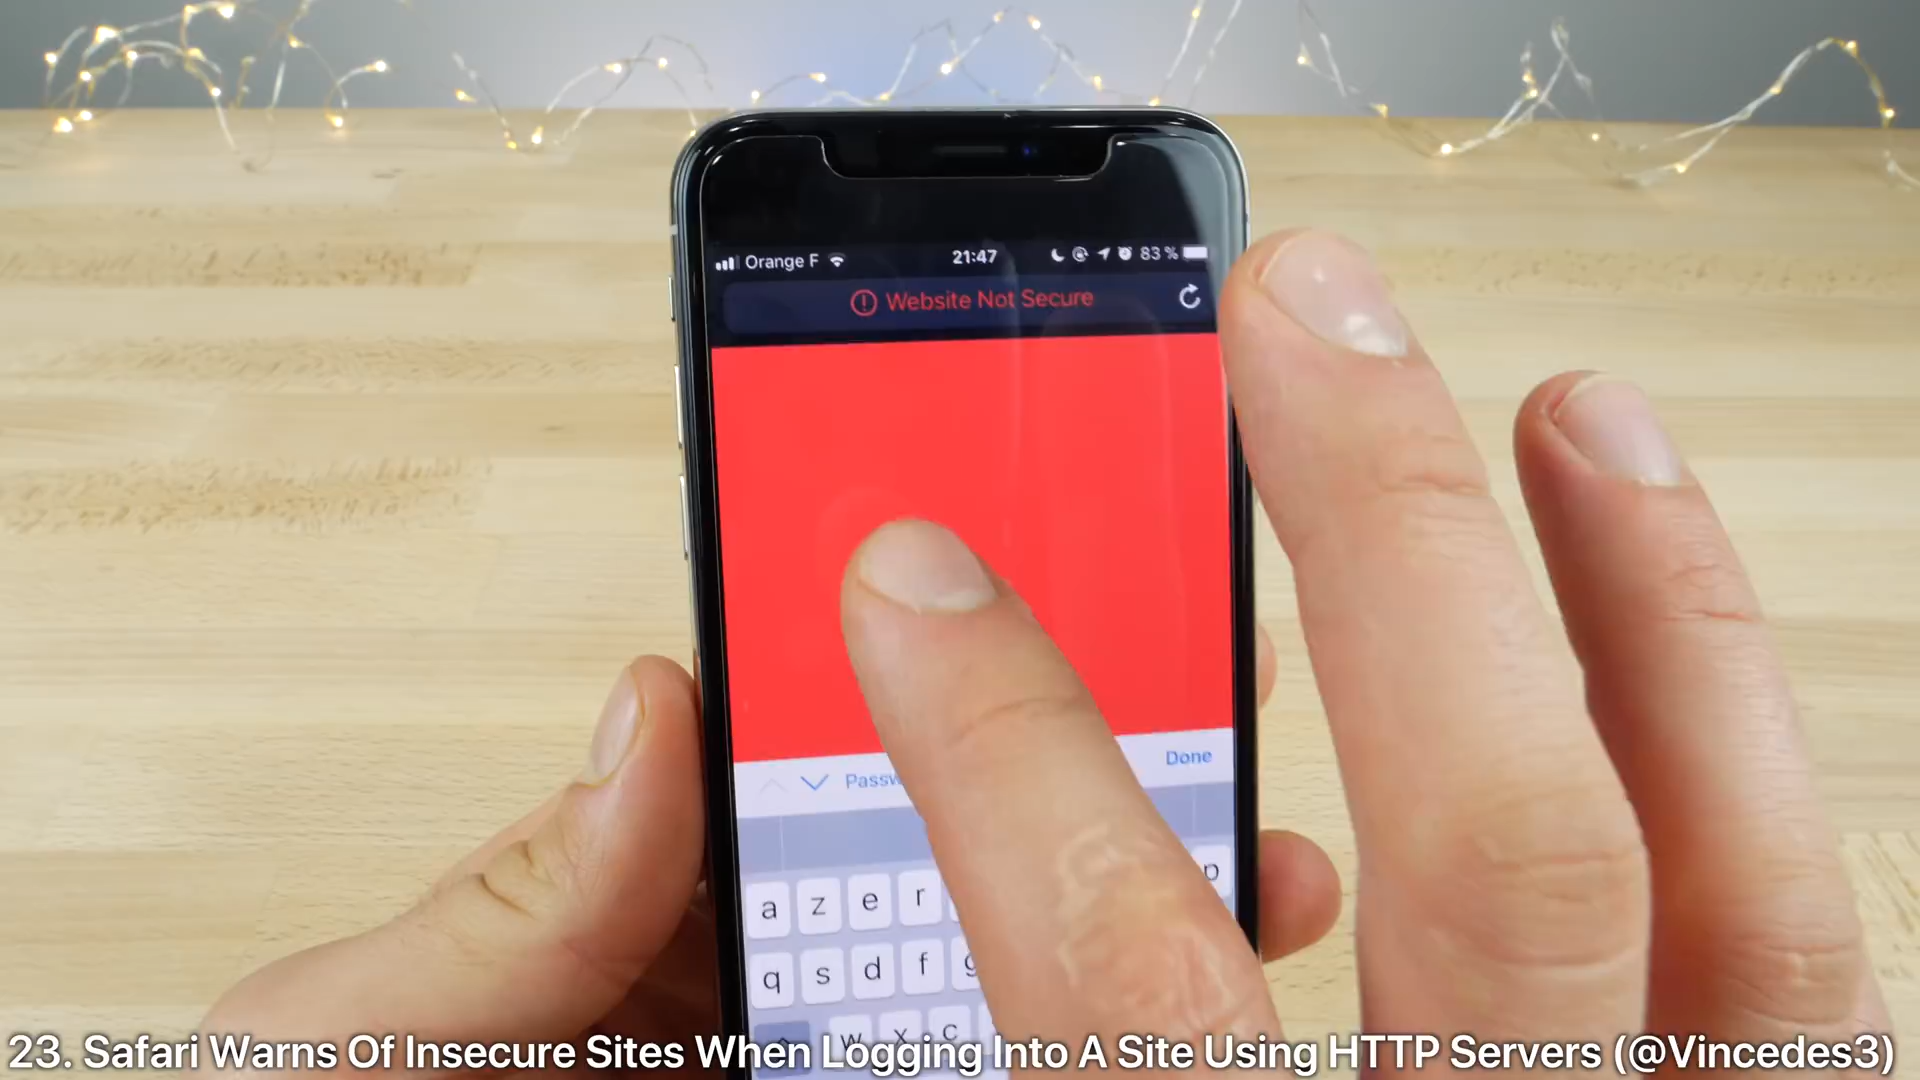 Orange F
21:47
83 %
Website Not Secure
Done
a z e r p
q s d f g
w x c
23. Safari Warns Of Insecure Sites When Logging Into A Site Using HTTP Servers (@Vincedes3)